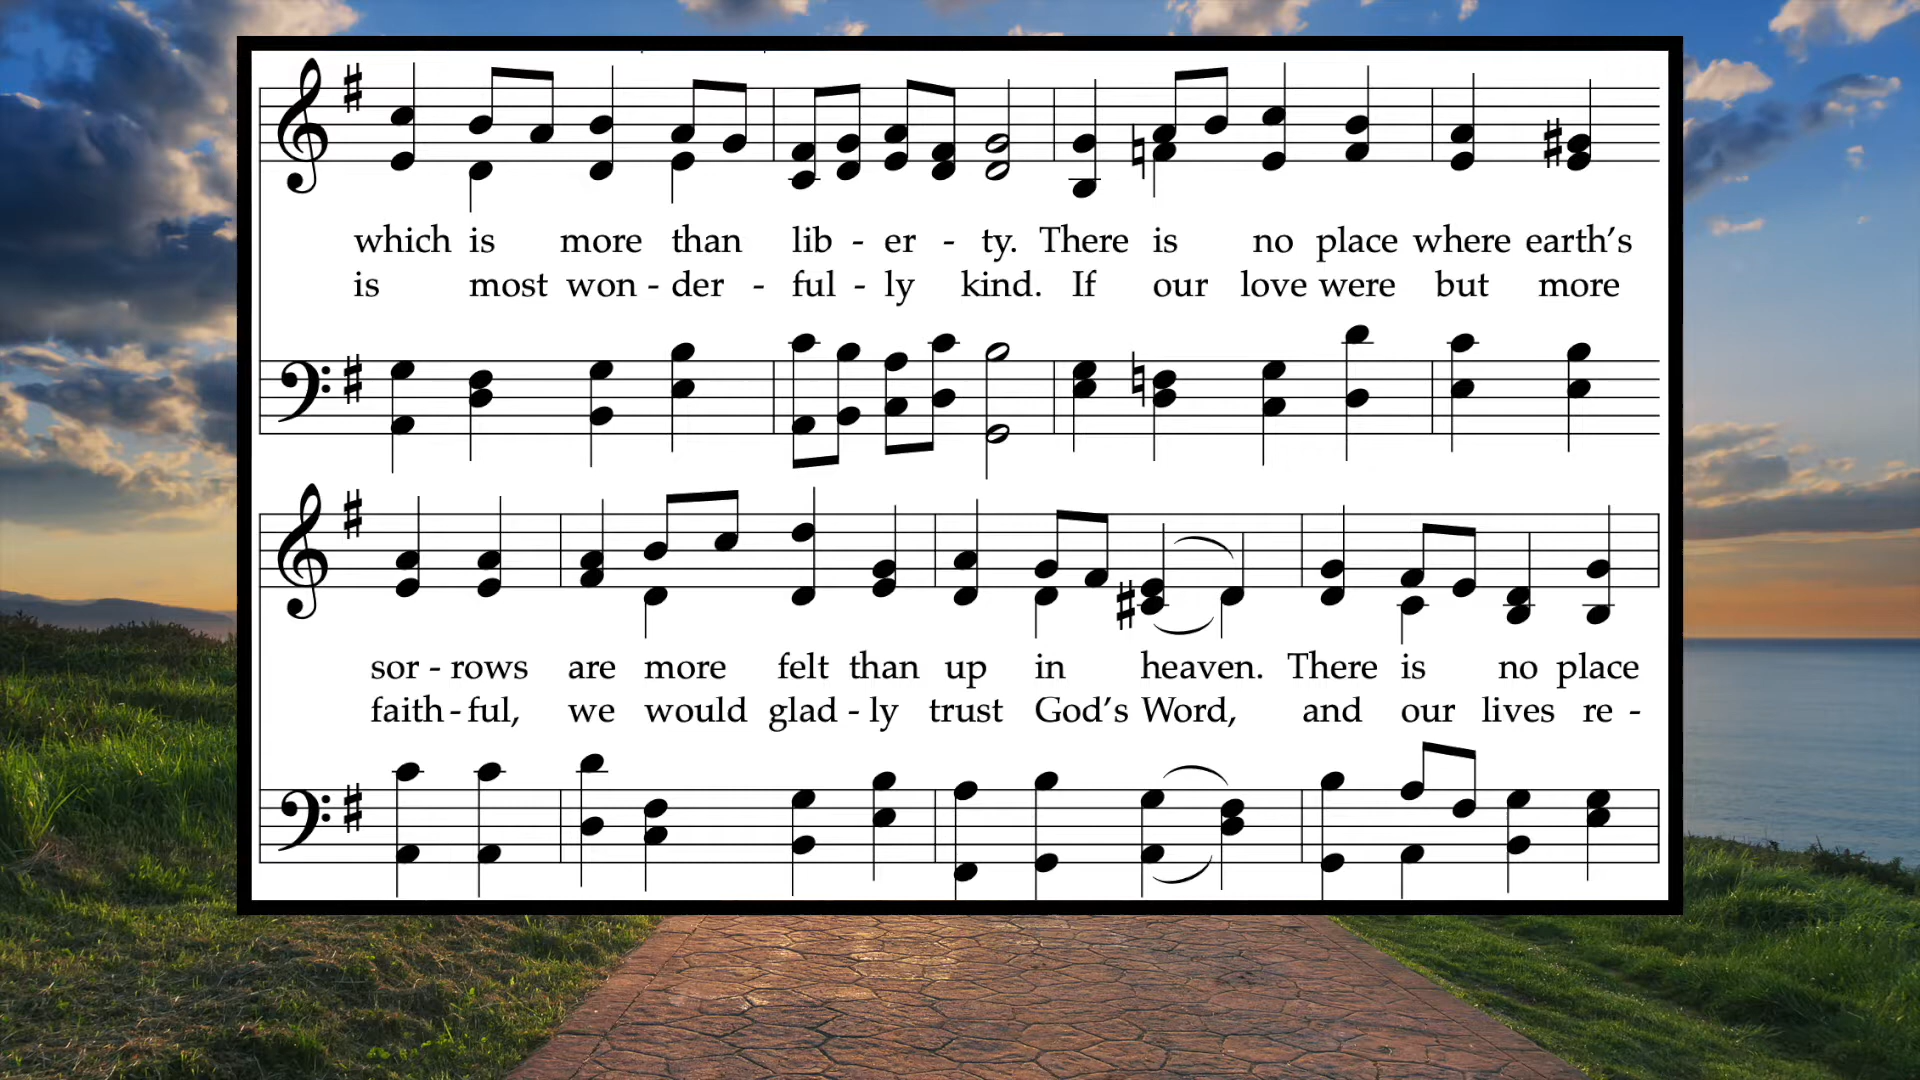 which is more than lib - er - ty. There is no place where earth's
is most won - der - ful - ly kind. If our love were but more
sor - rows are more felt than up in heaven. There is no place
faith - ful, we would glad - ly trust God's Word, and our lives re -